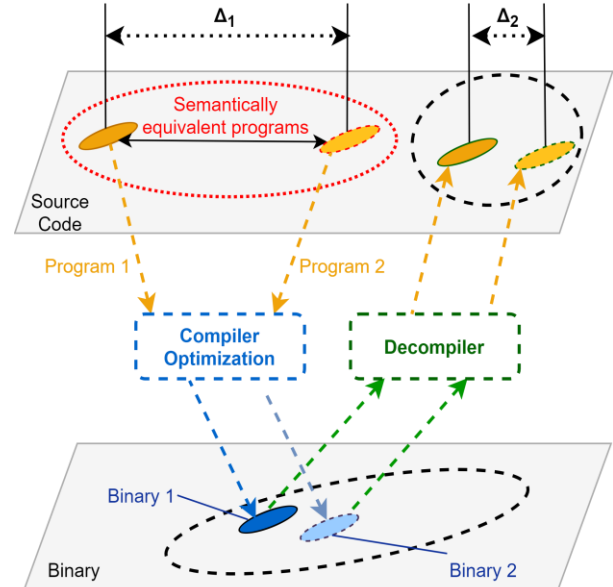 Δ1
Δ2
Semantically
equivalent programs
Source
Code
Program 1
Program 2
Compiler
Optimization
Decompiler
Binary 1
Binary 2
Binary